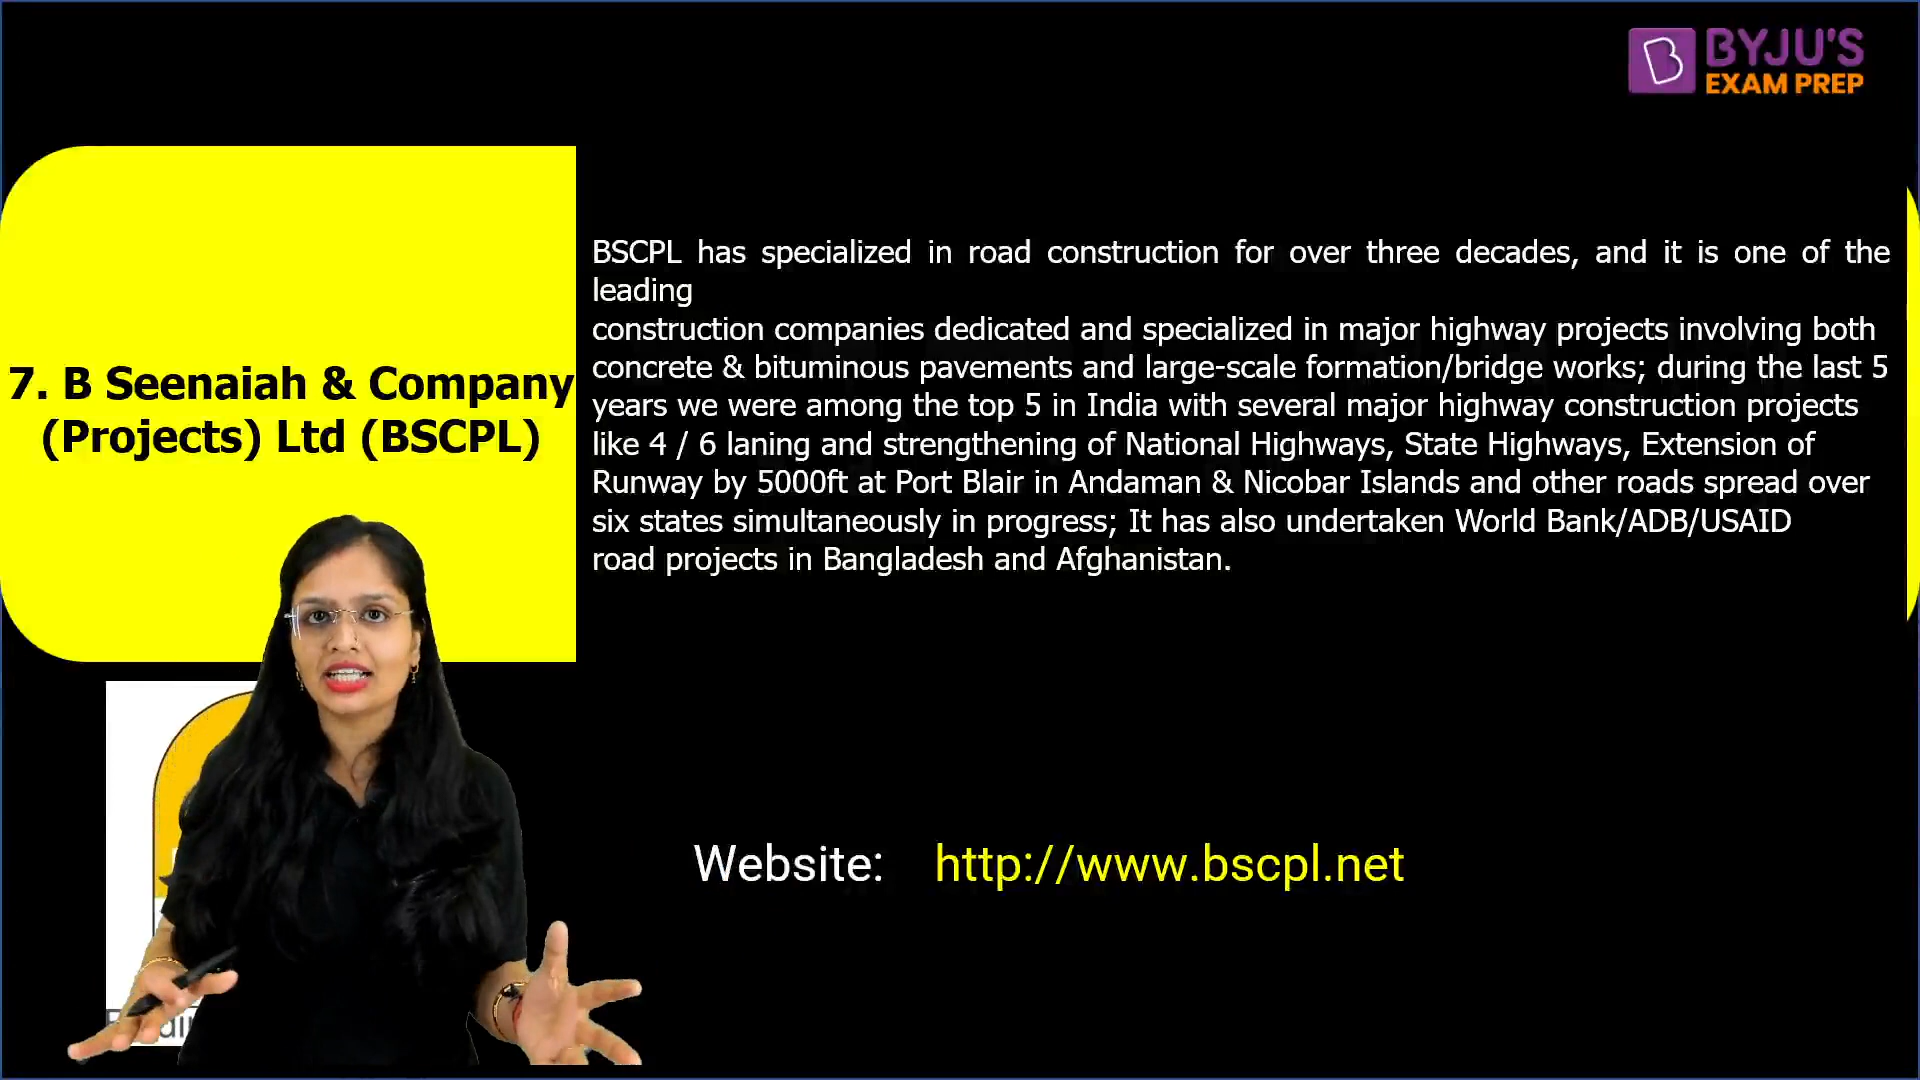 BYJU'S
EXAM PREP
7. B Seenaiah & Company
(Projects) Ltd (BSCPL)
BSCPL has specialized in road construction for over three decades, and it is one of the
leading
construction companies dedicated and specialized in major highway projects involving both
concrete & bituminous pavements and large-scale formation/bridge works; during the last 5
years we were among the top 5 in India with several major highway construction projects
like 4 / 6 laning and strengthening of National Highways, State Highways, Extension of
Runway by 5000ft at Port Blair in Andaman & Nicobar Islands and other roads spread over
six states simultaneously in progress; It has also undertaken World Bank/ADB/USAID
road projects in Bangladesh and Afghanistan.
Website: http://www.bscpl.net